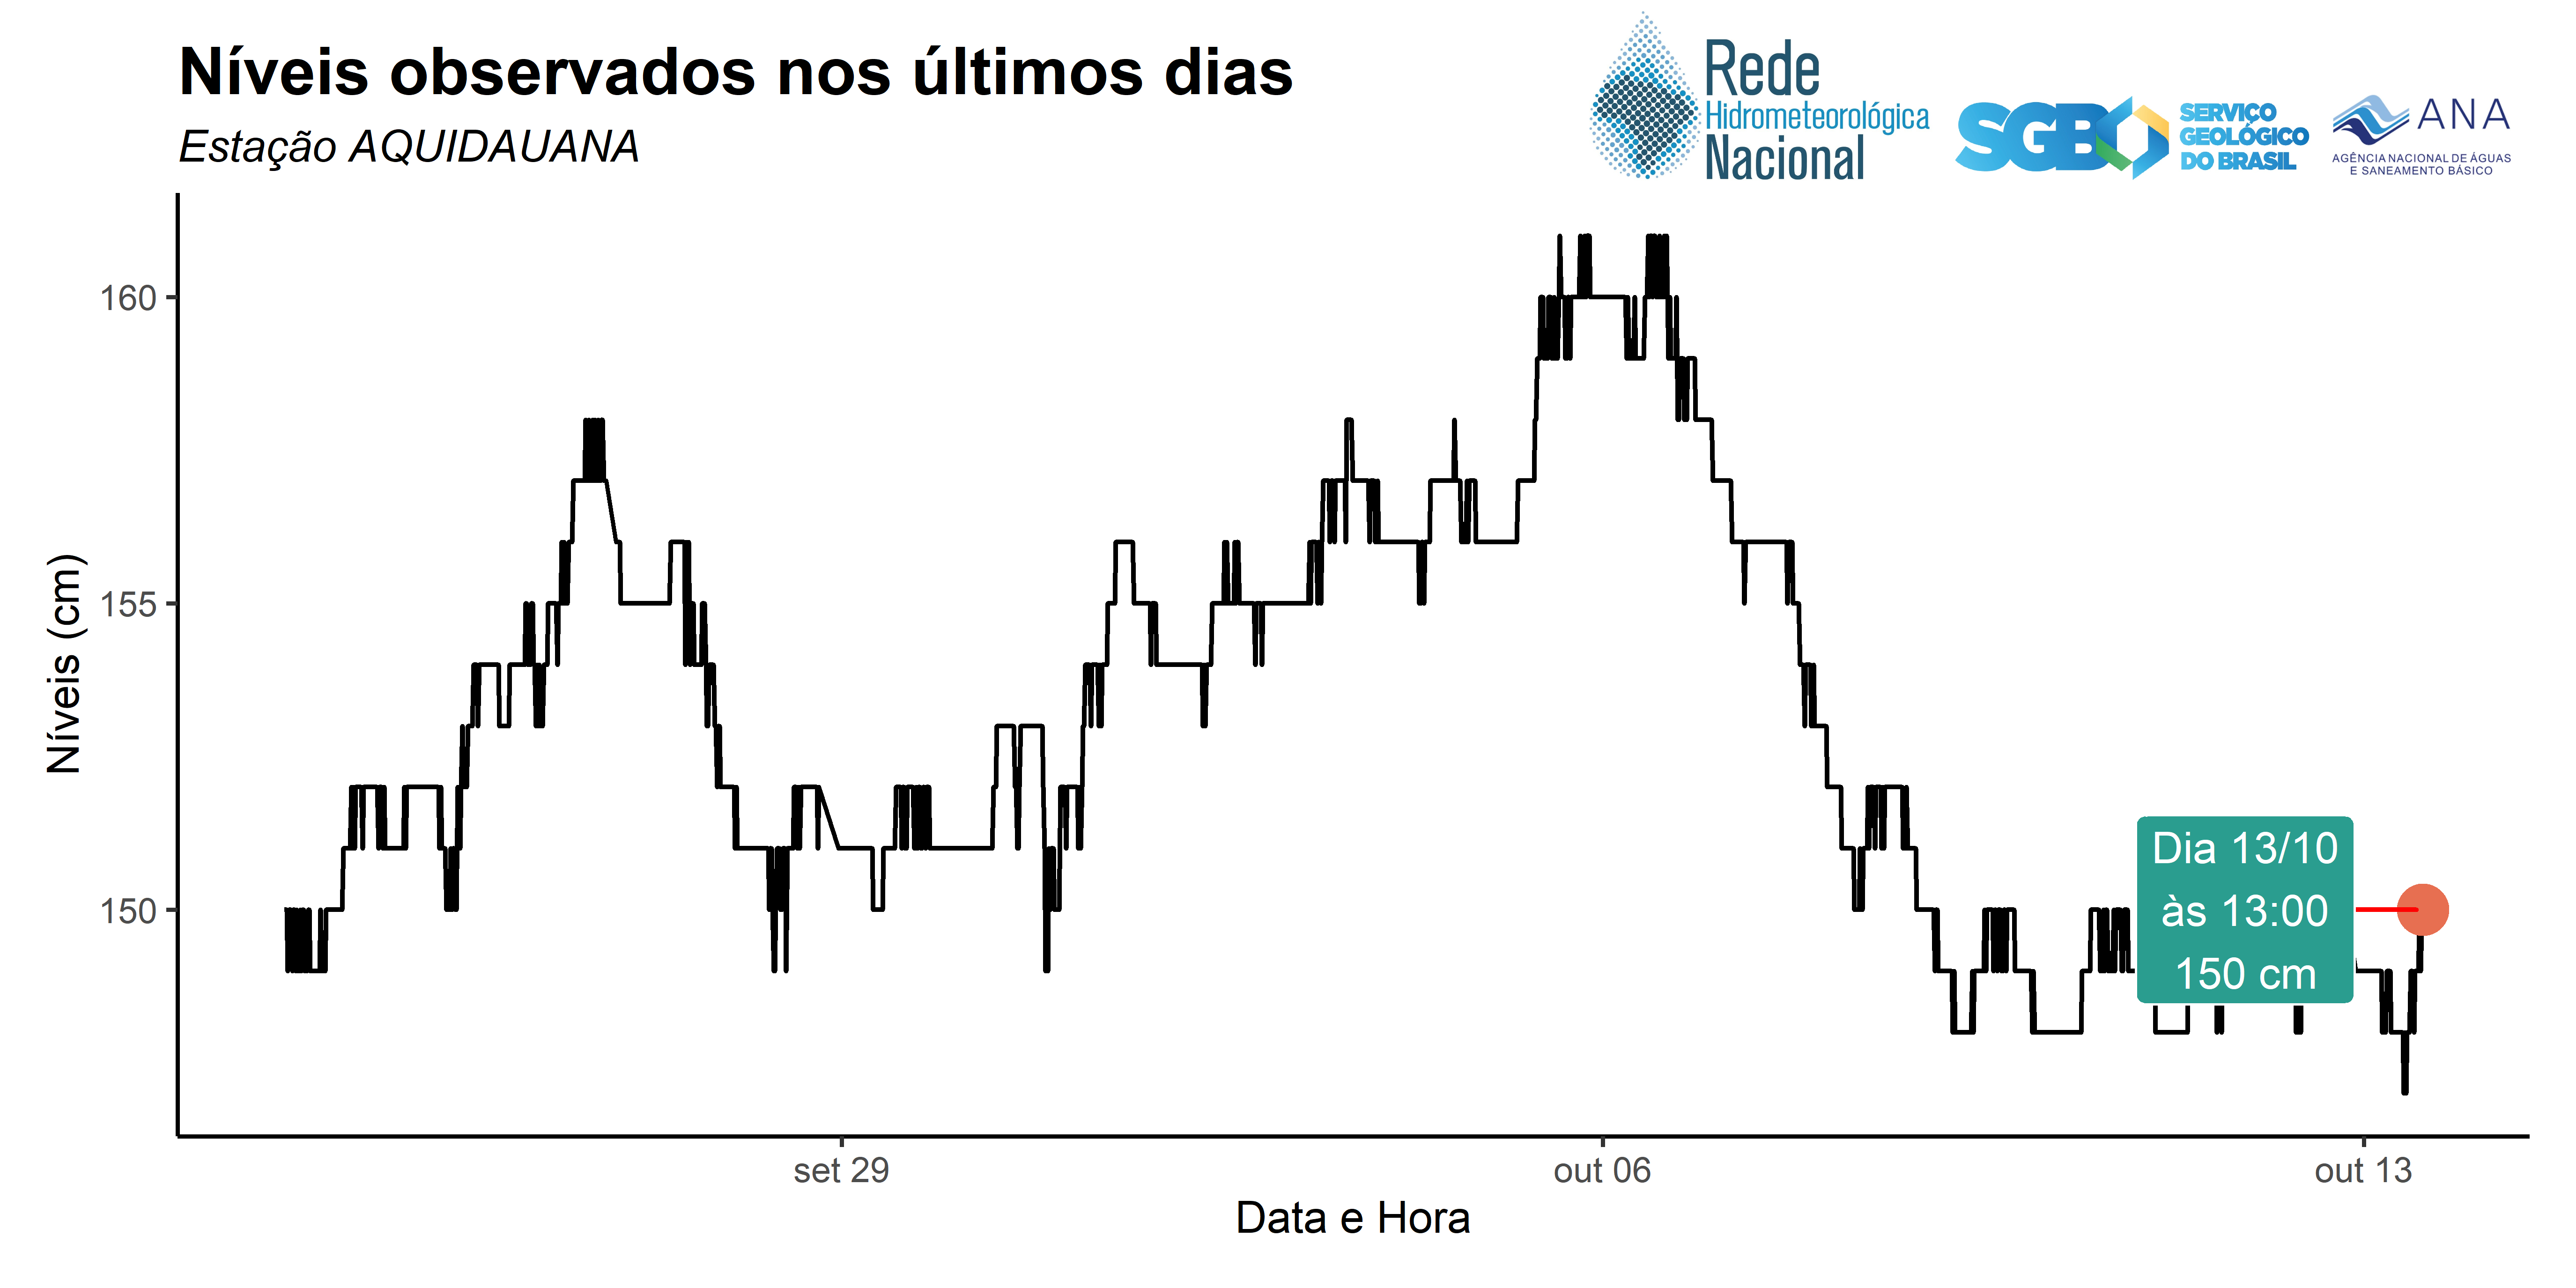 Níveis observados nos últimos dias
Estação AQUIDAUANA
Rede
Hidrometeorológica
Nacional
SGB
SERVIÇO
GEOLÓGICO
DO BRASIL
ANA
AGÊNCIA NACIONAL DE ÁGUAS
E SANEAMENTO BÁSICO
Níveis (cm)
160
155
150
Dia 13/10
às 13:00
150 cm
set 29
out 06
out 13
Data e Hora